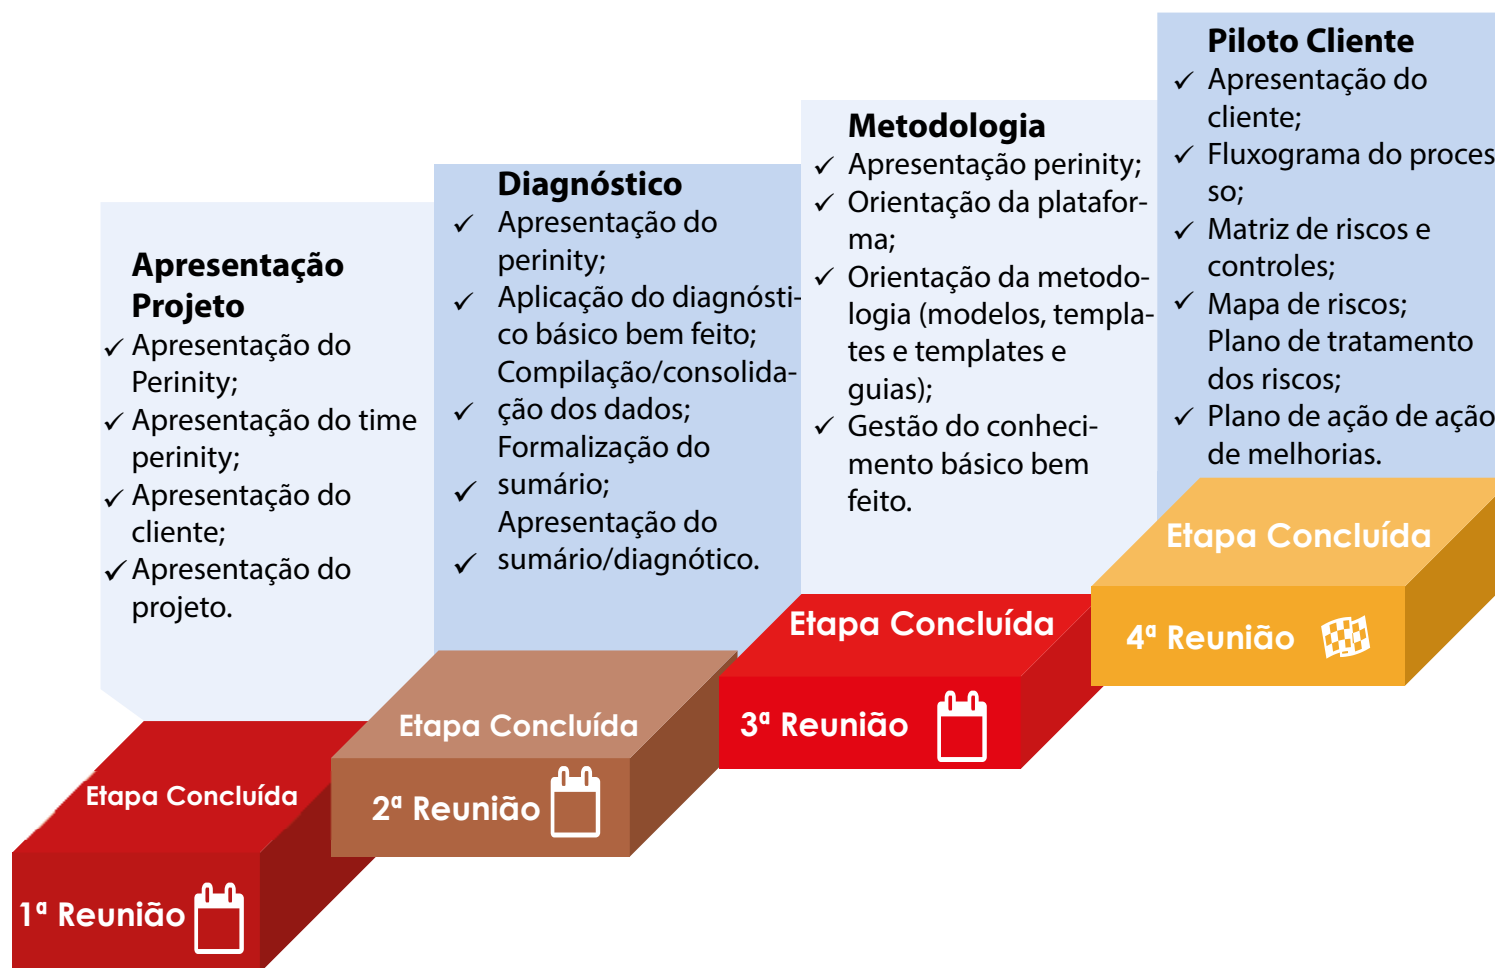 Apresentação
Projeto
Apresentação do
Perinity;
Apresentação do time
perinity;
Apresentação do
cliente;
Apresentação do
projeto.
Etapa Concluída
1ª Reunião
Diagnóstico
Apresentação do
perinity;
Aplicação do diagnósti-
co básico bem feito;
Compilação/consolida-
ção dos dados;
Formalização do
sumário;
Apresentação do
sumário/diagnótico.
Etapa Concluída
2ª Reunião
Metodologia
Apresentação perinity;
Orientação da platafor-
ma;
Orientação da metodo-
logia (modelos, templa-
tes e templates e
guias);
Gestão do conheci-
mento básico bem
feito.
Etapa Concluída
3ª Reunião
Piloto Cliente
Apresentação do
cliente;
Fluxograma do proces
so;
Matriz de riscos e
controles;
Mapa de riscos;
Plano de tratamento
dos riscos;
Plano de ação de ação
de melhorias.
Etapa Concluída
4ª Reunião